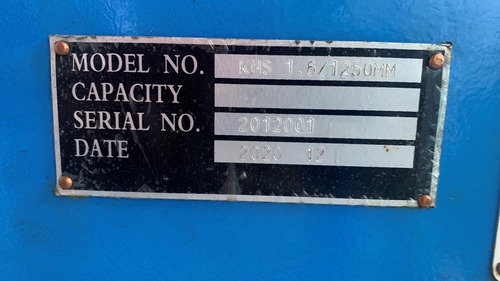 MODEL NO. KHS 1.6/1250MM
CAPACITY
SERIAL NO. 2012001
DATE 2020 12